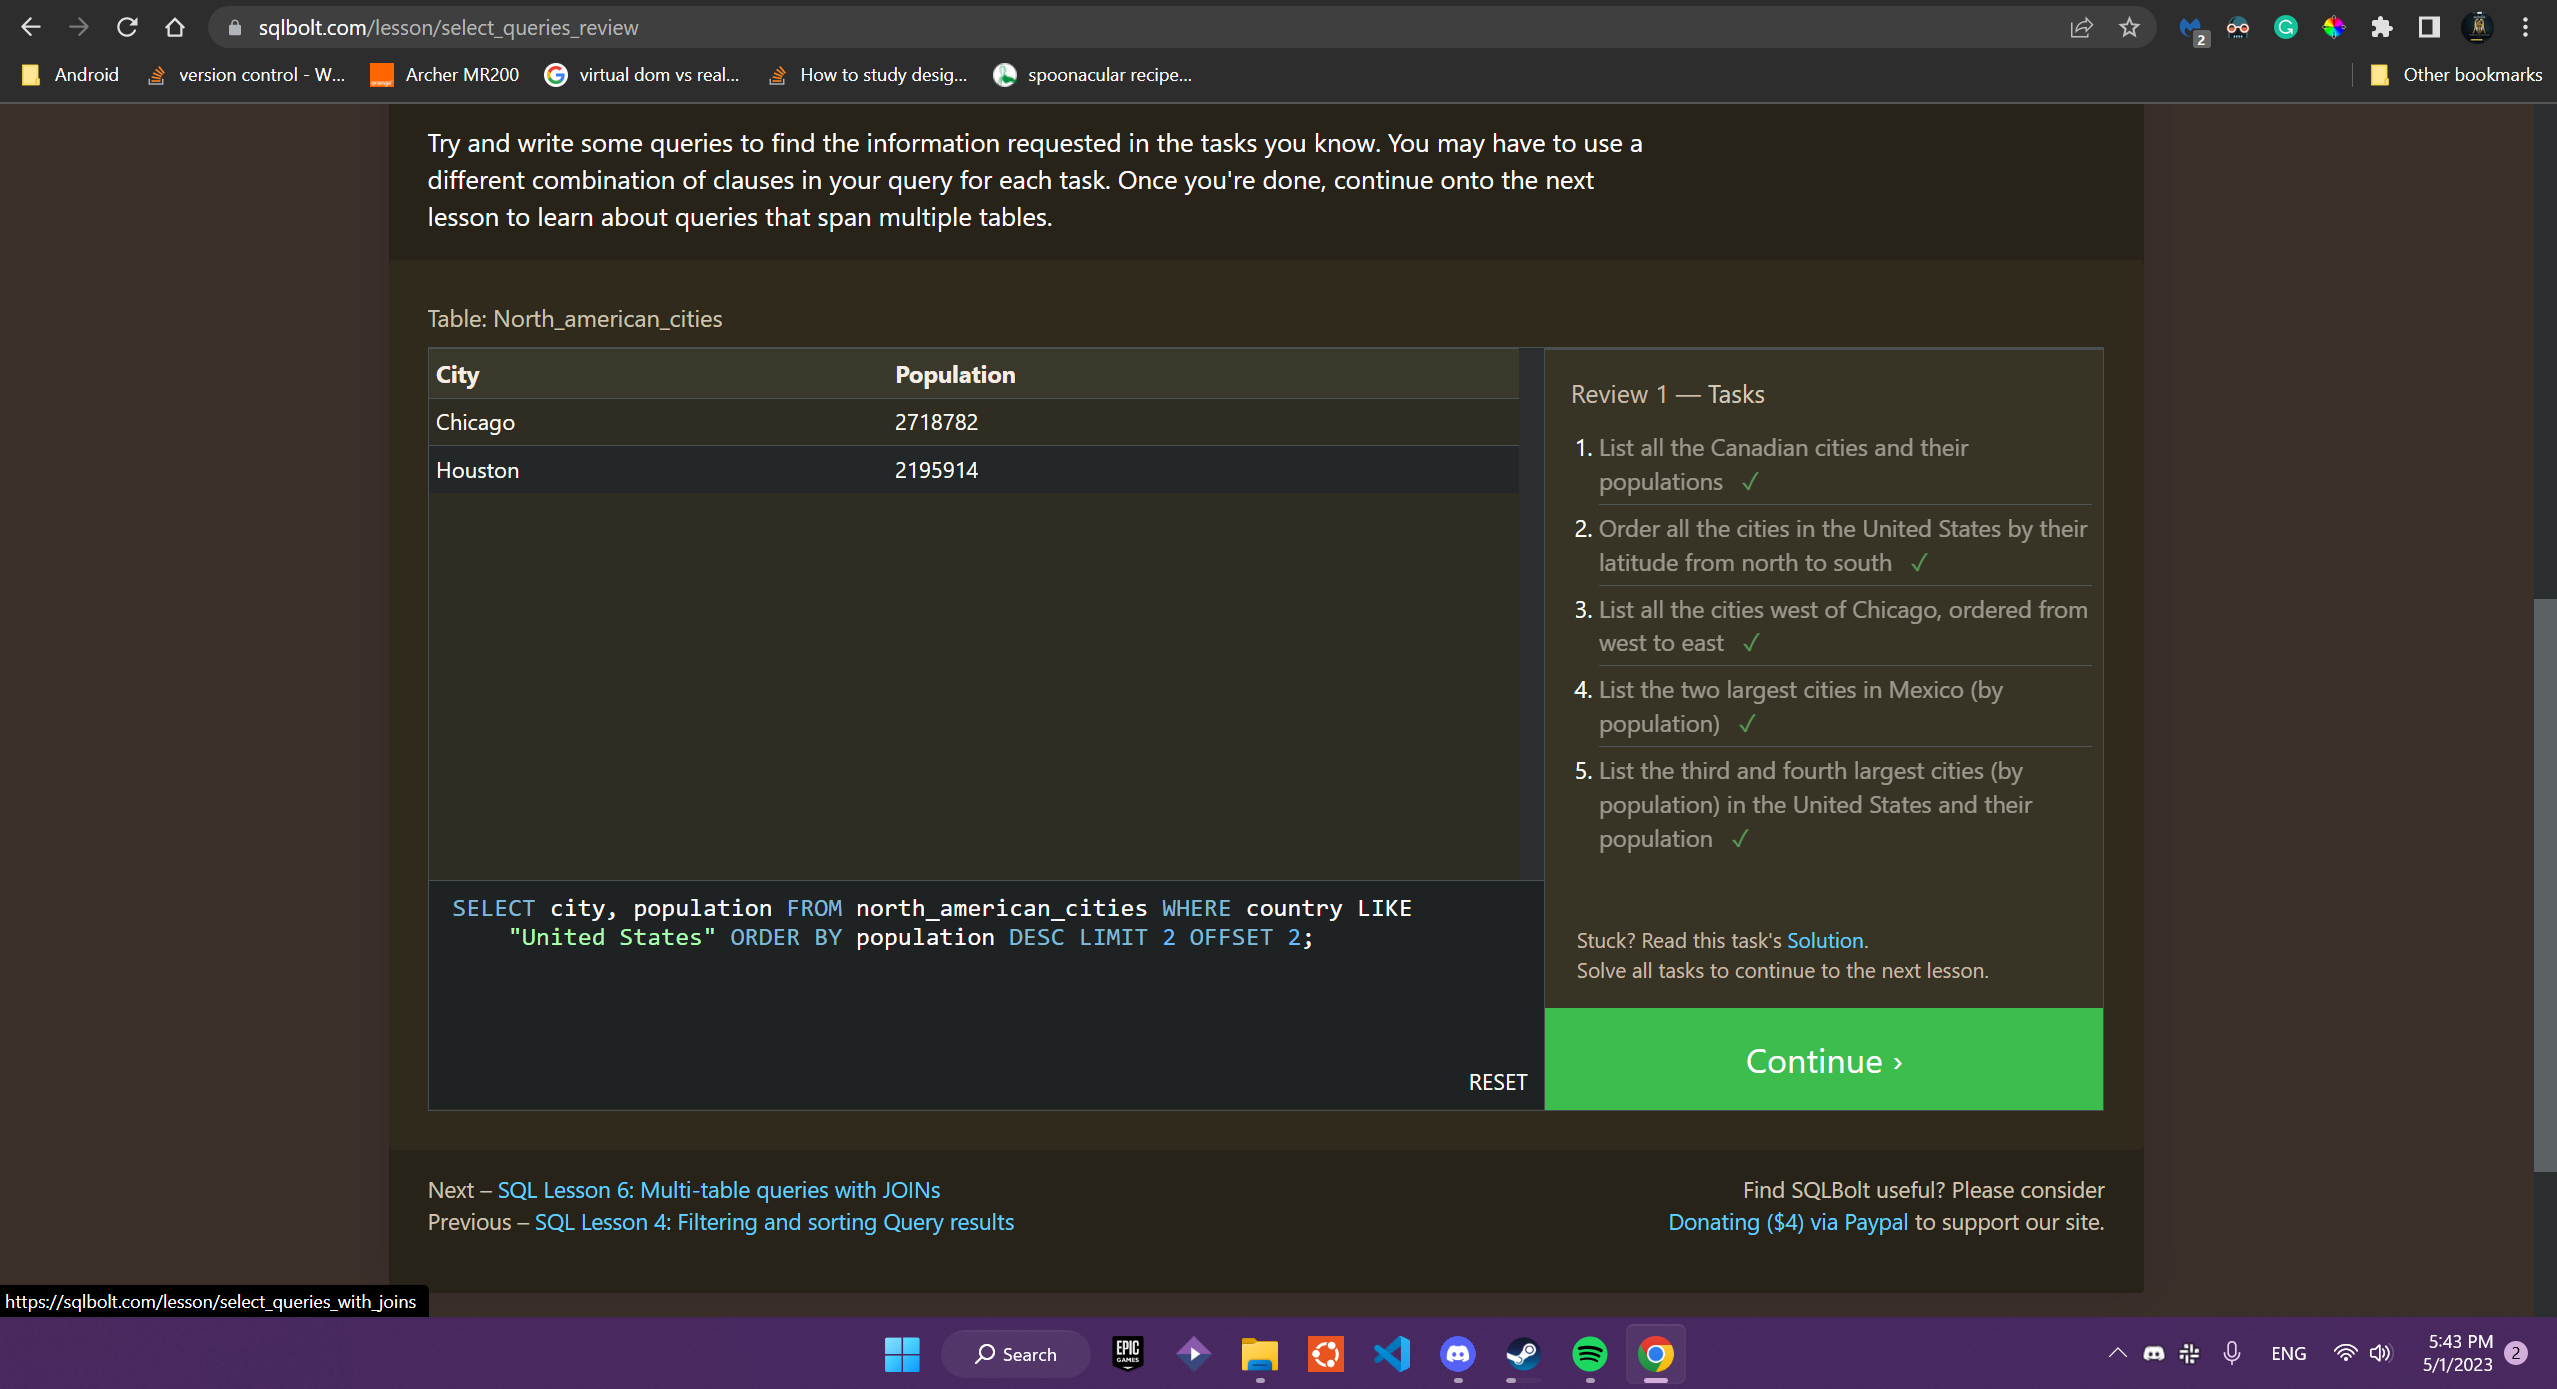 sqlbolt.com/lesson/select_queries_review
2
Android
version control - W...
Archer MR200
virtual dom vs real...
How to study desig...
spoonacular recipe...
Other bookmarks
Try and write some queries to find the information requested in the tasks you know. You may have to use a
different combination of clauses in your query for each task. Once you're done, continue onto the next
lesson to learn about queries that span multiple tables.
Table: North_american_cities
City Population
Chicago 2718782
Houston 2195914
SELECT city, population FROM north_american_cities WHERE country LIKE
"United States" ORDER BY population DESC LIMIT 2 OFFSET 2;
RESET
Review 1 — Tasks
1. List all the Canadian cities and their
populations ✓
2. Order all the cities in the United States by their
latitude from north to south ✓
3. List all the cities west of Chicago, ordered from
west to east ✓
4. List the two largest cities in Mexico (by
population) ✓
5. List the third and fourth largest cities (by
population) in the United States and their
population ✓
Stuck? Read this task's Solution.
Solve all tasks to continue to the next lesson.
Continue ›
Next – SQL Lesson 6: Multi-table queries with JOINs
Previous – SQL Lesson 4: Filtering and sorting Query results
Find SQLBolt useful? Please consider
Donating ($4) via Paypal to support our site.
https://sqlbolt.com/lesson/select_queries_with_joins
Search
EPIC
GAMES
ENG
5:43 PM
5/1/2023
2